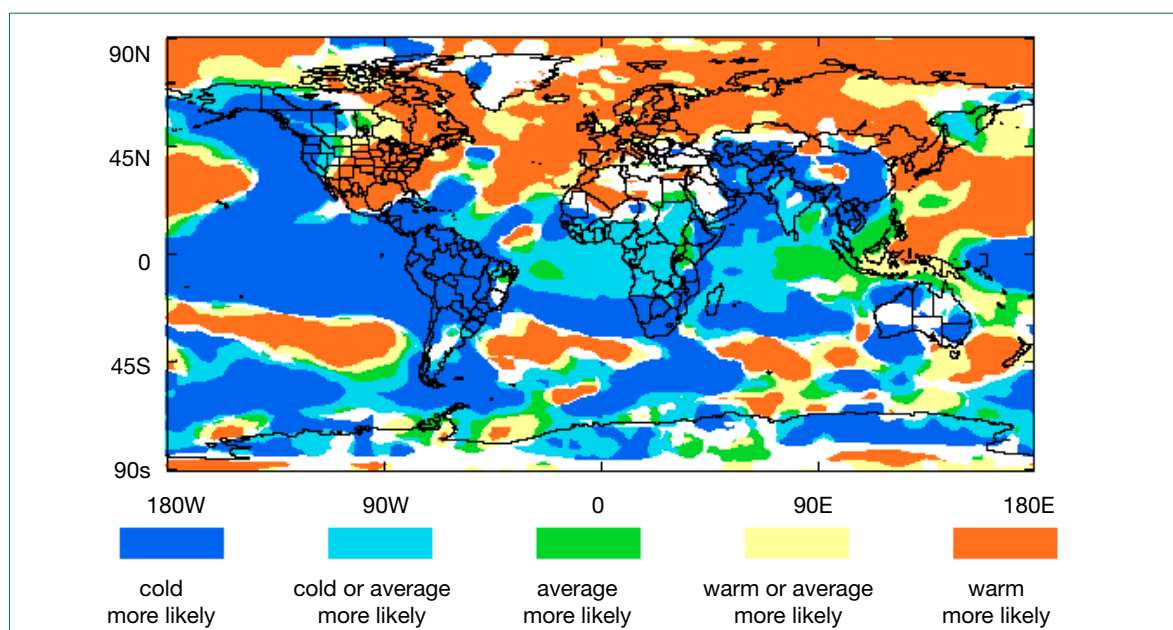 90N
45N
0
45S
90s
180W 90W 0 90E 180E
cold
more likely
cold or average
more likely
average
more likely
warm or average
more likely
warm
more likely